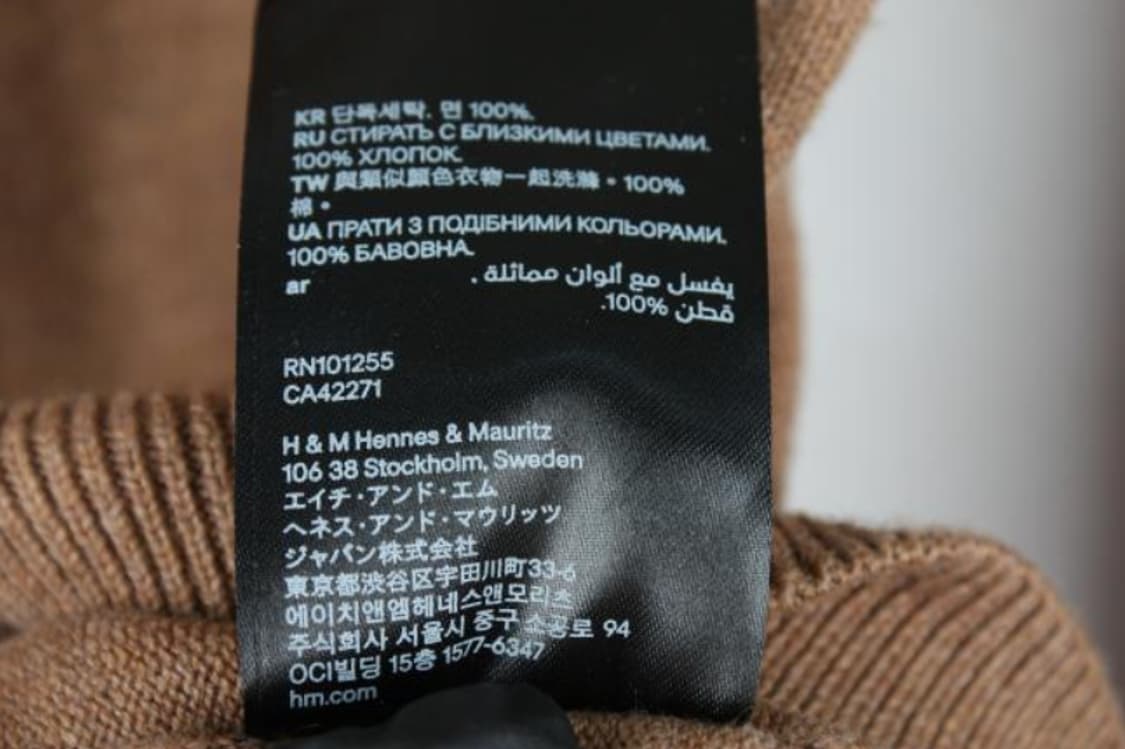 KR 단독세탁. 면 100%.
RU СТИРАТЬ С БЛИЗКИМИ ЦВЕТАМИ.
100% ХЛОПОК.
TW 與類似顏色衣物一起洗滌。100%
棉。
UA ПРАТИ З ПОДІБНИМИ КОЛЬОРАМИ.
100% БАВОВНА.
ar يغسل مع ألوان مماثلة .
قطن 100%.
RN101255
CA42271
H & M Hennes & Mauritz
106 38 Stockholm, Sweden
エイチ・アンド・エム
ヘネス・アンド・マウリッツ
ジャパン株式会社
東京都渋谷区宇田川町33-6
에이치앤엠헤네스앤모리츠
주식회사 서울시 중구 소공로 94
OCI빌딩 15층 1577-6347
hm.com